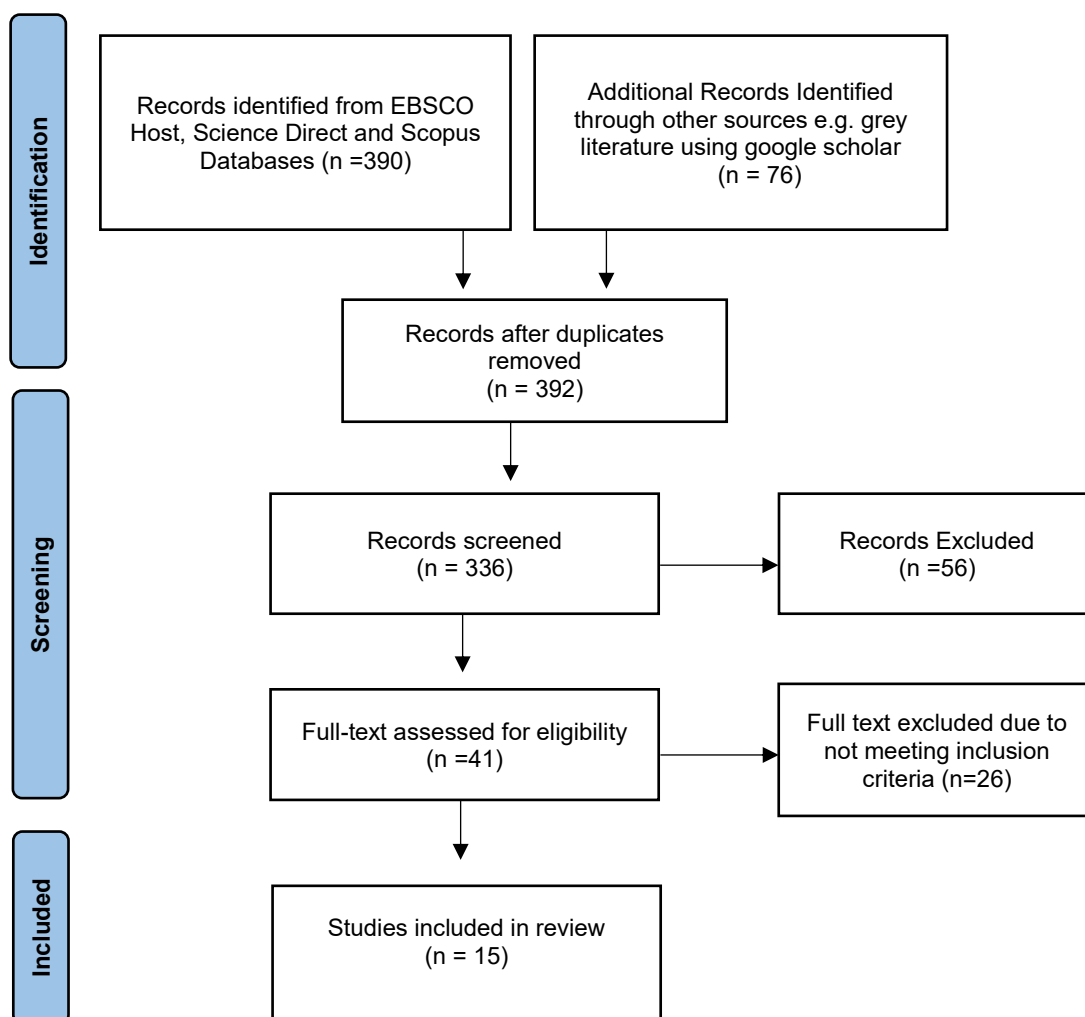 Identification
Records identified from EBSCO
Host, Science Direct and Scopus
Databases (n =390)
Additional Records Identified
through other sources e.g. grey
literature using google scholar
(n = 76)
Records after duplicates
removed
(n = 392)
Screening
Records screened
(n = 336)
Records Excluded
(n =56)
Full-text assessed for eligibility
(n =41)
Full text excluded due to
not meeting inclusion
criteria (n=26)
Included
Studies included in review
(n = 15)